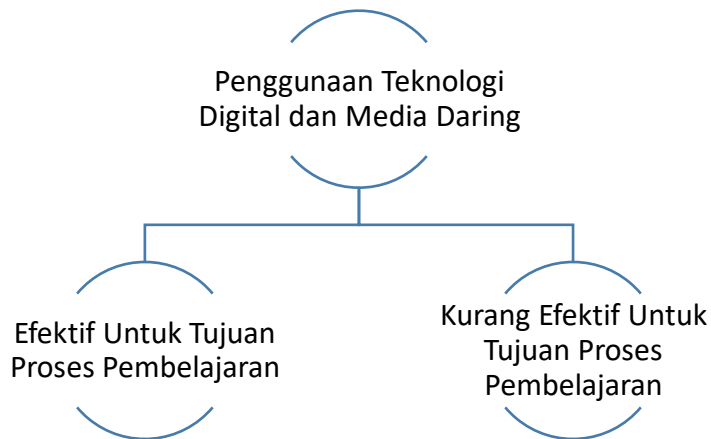 Penggunaan Teknologi
Digital dan Media Daring
Efektif Untuk Tujuan
Proses Pembelajaran
Kurang Efektif Untuk
Tujuan Proses
Pembelajaran